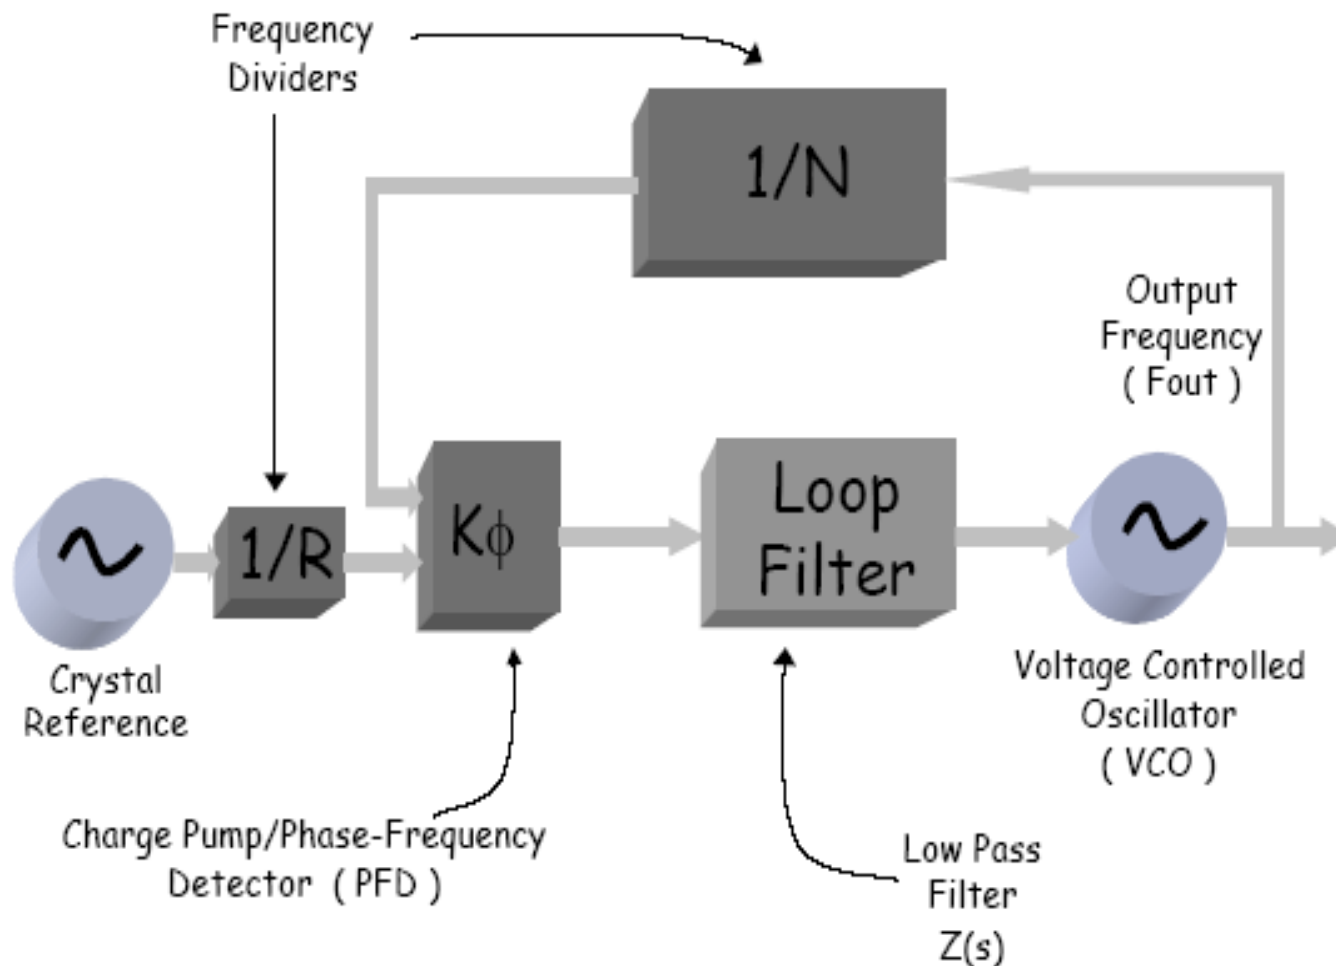 Frequency
Dividers
1/N
Output
Frequency
( Fout )
1/R
Kϕ
Loop
Filter
Crystal
Reference
Voltage Controlled
Oscillator
( VCO )
Charge Pump/Phase-Frequency
Detector ( PFD )
Low Pass
Filter
Z(s)